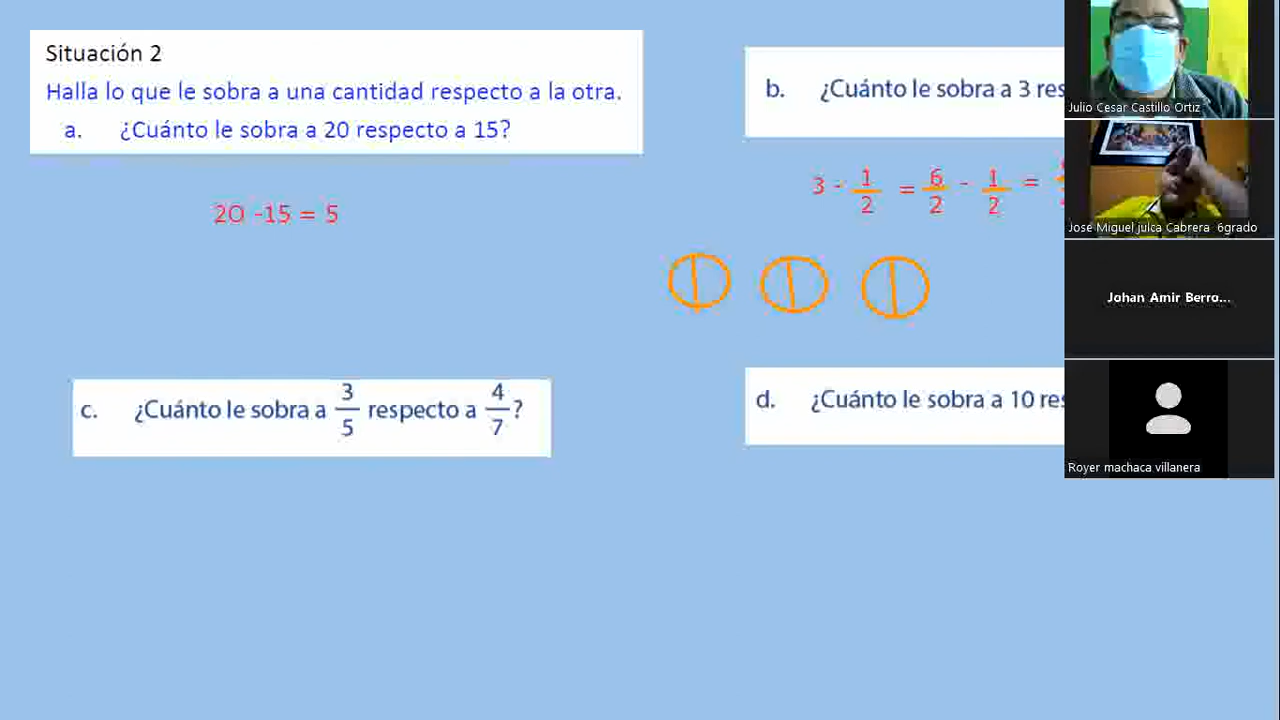 Situación 2
Halla lo que le sobra a una cantidad respecto a la otra.
a. ¿Cuánto le sobra a 20 respecto a 15?
20 -15 = 5
b. ¿Cuánto le sobra a 3 res
3 - 1/2 = 6/2 - 1/2 =
c. ¿Cuánto le sobra a 3/5 respecto a 4/7?
d. ¿Cuánto le sobra a 10 res
Julio Cesar Castillo Ortiz
José Miguel julca Cabrera 6grado
Johan Amir Berro...
Royer machaca villanera